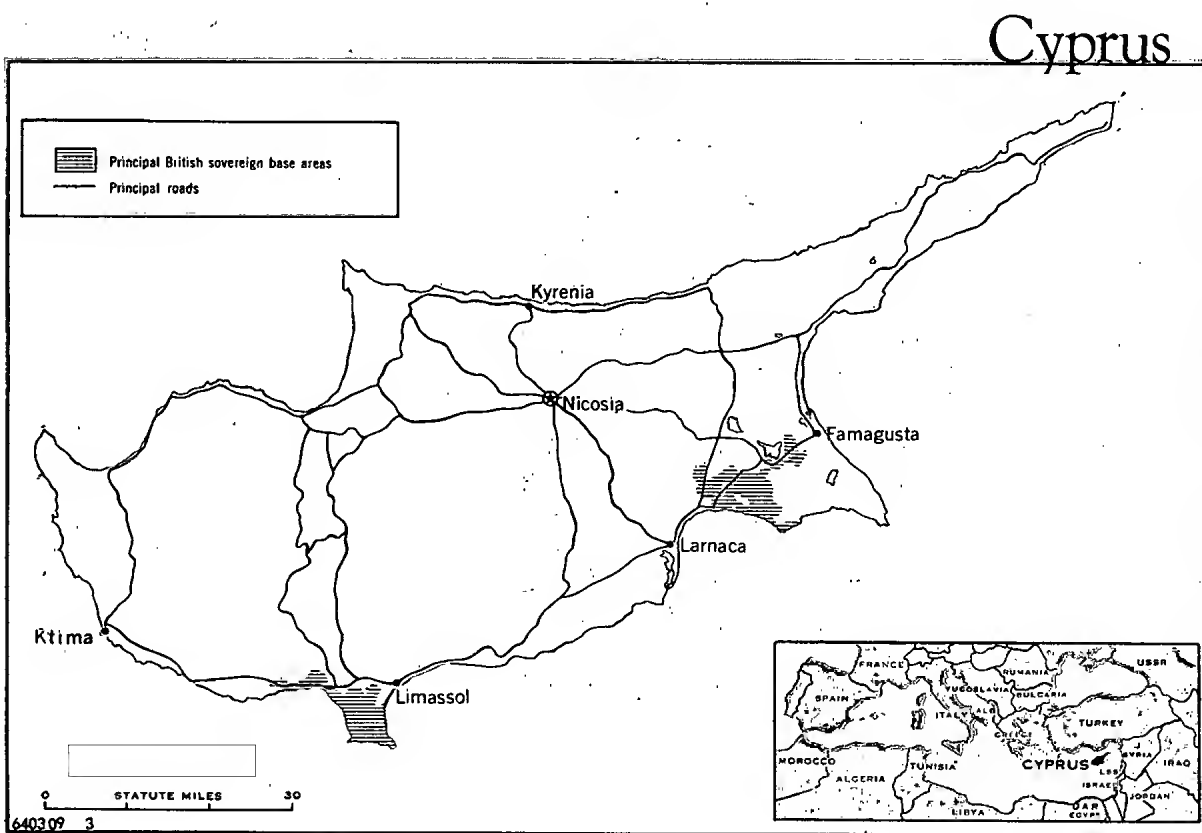 Cyprus
Principal British sovereign base areas
Principal roads
Kyrenia
Nicosia
Famagusta
Larnaca
Ktima
Limassol
STATUTE MILES
0 30
640309 3
FRANCE
USSR
RUMANIA
YUGOSLAVIA
BULGARIA
SPAIN
ITALY
ALB
GREECE
TURKEY
CYPRUS
SYRIA
IRAQ
MOROCCO
TUNISIA
ALGERIA
ISRAEL
JORDAN
LIBYA
UAR
EGYPT